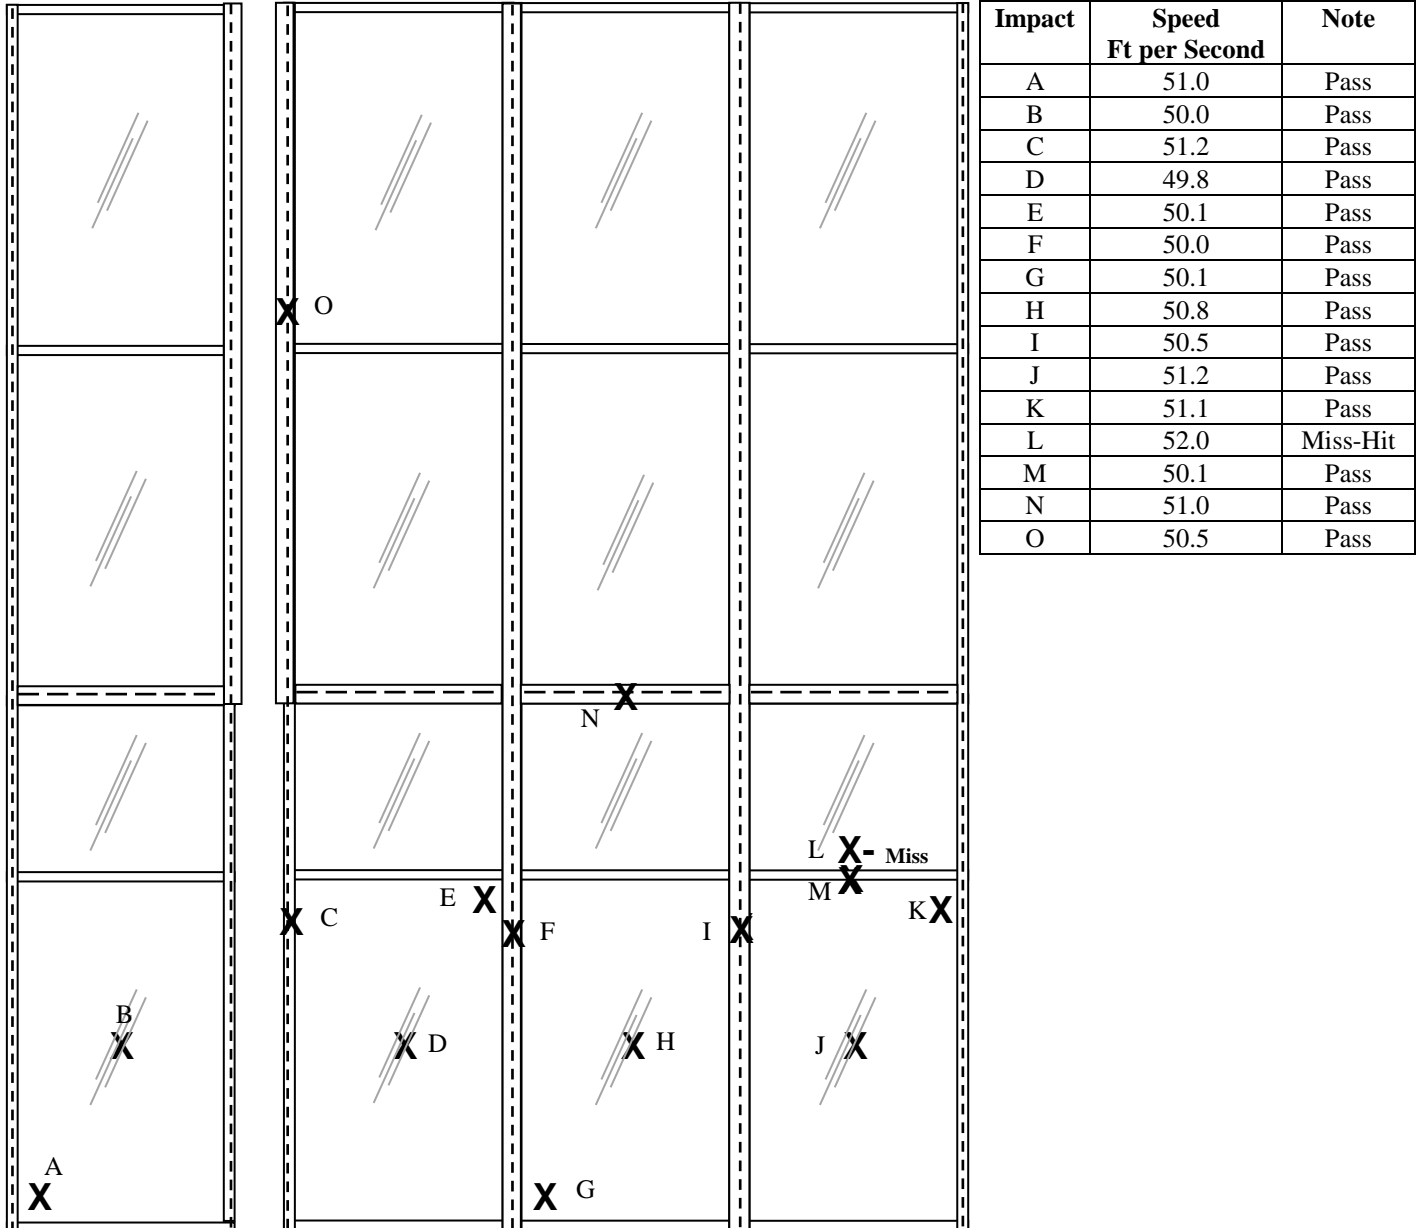 Impact Speed Ft per Second Note
A 51.0 Pass
B 50.0 Pass
C 51.2 Pass
D 49.8 Pass
E 50.1 Pass
F 50.0 Pass
G 50.1 Pass
H 50.8 Pass
I 50.5 Pass
J 51.2 Pass
K 51.1 Pass
L 52.0 Miss-Hit
M 50.1 Pass
N 51.0 Pass
O 50.5 Pass
X O
X
N
L X- Miss
X
M
E X
K X
X C
X F
I X
B
X
X D
X H
J X
A
X
X G